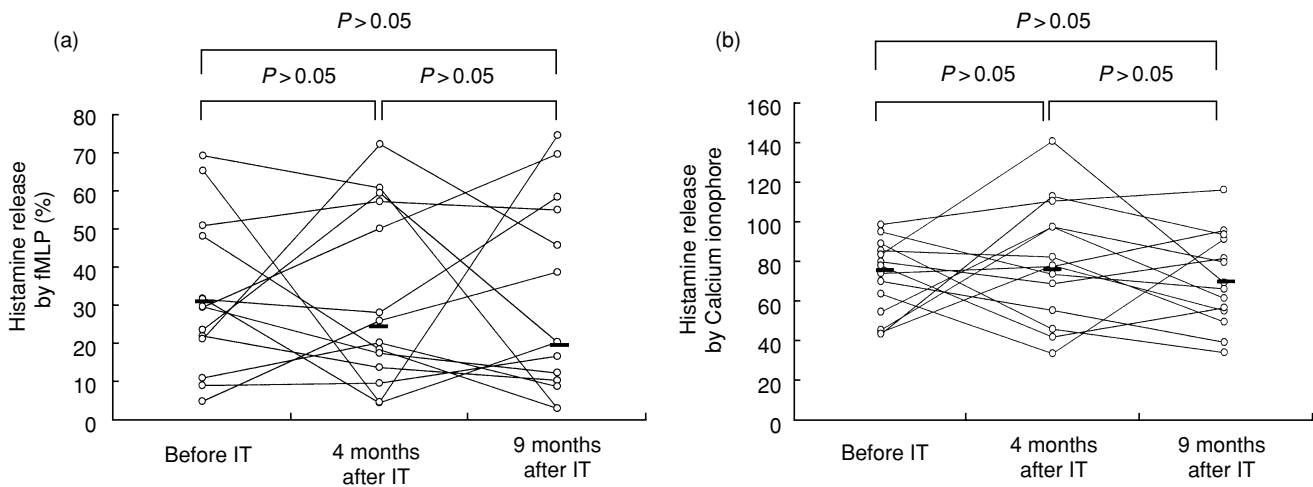 (a)
P > 0.05
P > 0.05
P > 0.05
Histamine release
by fMLP (%)
80
70
60
50
40
30
20
10
0
Before IT
4 months
after IT
9 months
after IT
(b)
P > 0.05
P > 0.05
P > 0.05
Histamine release
by Calcium ionophore
160
140
120
100
80
60
40
20
0
Before IT
4 months
after IT
9 months
after IT